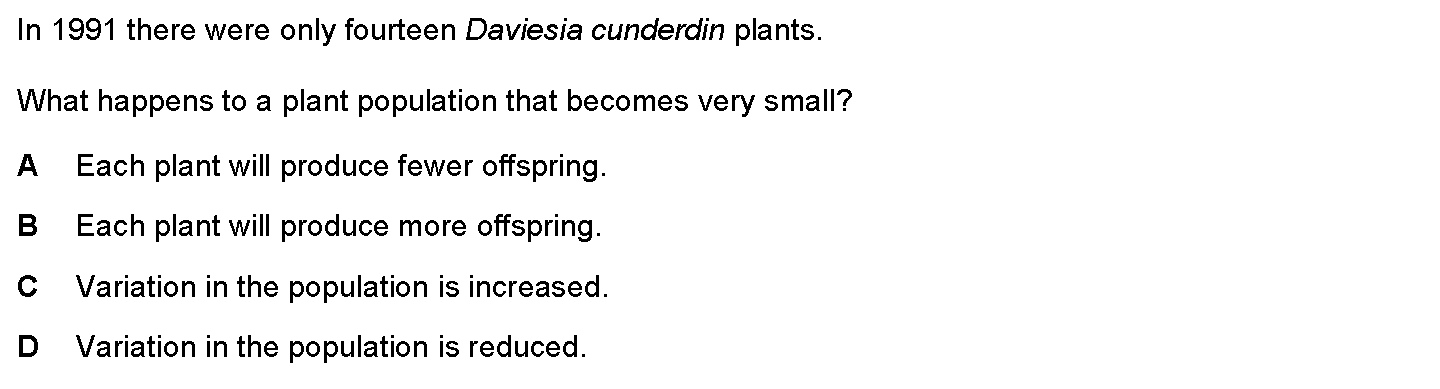 In 1991 there were only fourteen Daviesia cunderdin plants.
What happens to a plant population that becomes very small?
A Each plant will produce fewer offspring.
B Each plant will produce more offspring.
C Variation in the population is increased.
D Variation in the population is reduced.